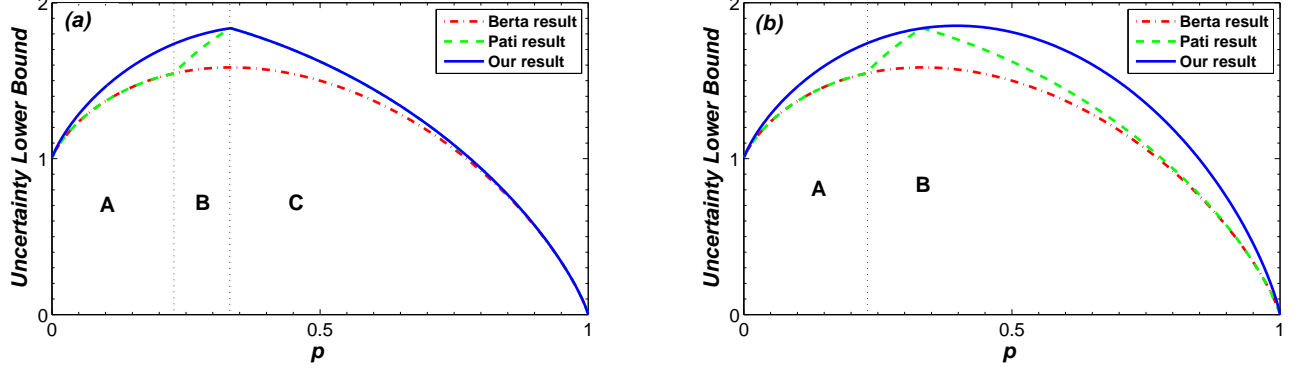 (a)
Berta result
Pati result
Our result
Uncertainty Lower Bound
2
1
0
A
B
C
0
0.5
1
p
(b)
Berta result
Pati result
Our result
Uncertainty Lower Bound
2
1
0
A
B
0
0.5
1
p